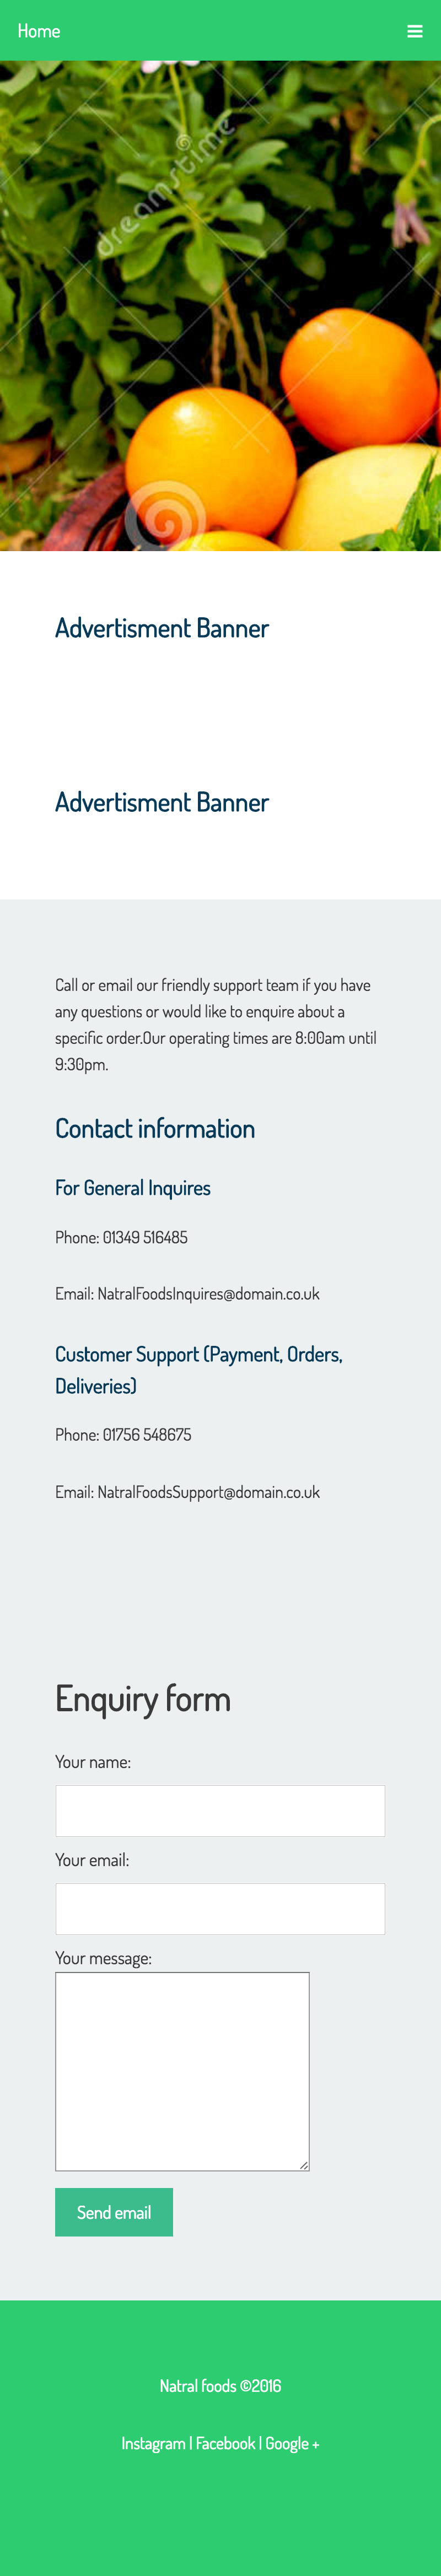 Home
dreamstime
Advertisment Banner
Advertisment Banner
Call or email our friendly support team if you have
any questions or would like to enquire about a
specific order.Our operating times are 8:00am until
9:30pm.
Contact information
For General Inquires
Phone: 01349 516485
Email: NatralFoodsInquires@domain.co.uk
Customer Support (Payment, Orders,
Deliveries)
Phone: 01756 548675
Email: NatralFoodsSupport@domain.co.uk
Enquiry form
Your name:
Your email:
Your message:
Send email
Natral foods ©2016
Instagram | Facebook | Google +